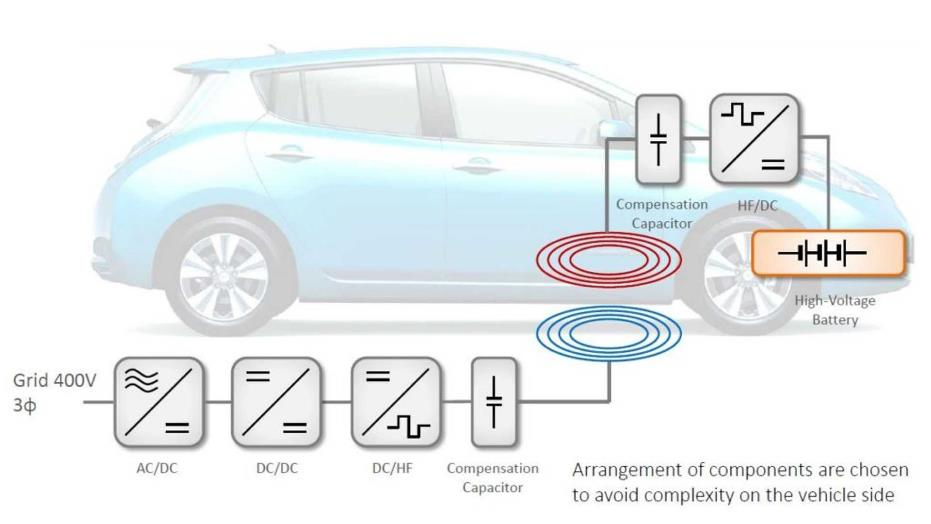 Compensation
Capacitor
HF/DC
High-Voltage
Battery
Grid 400V
3ϕ
AC/DC
DC/DC
DC/HF
Compensation
Capacitor
Arrangement of components are chosen
to avoid complexity on the vehicle side